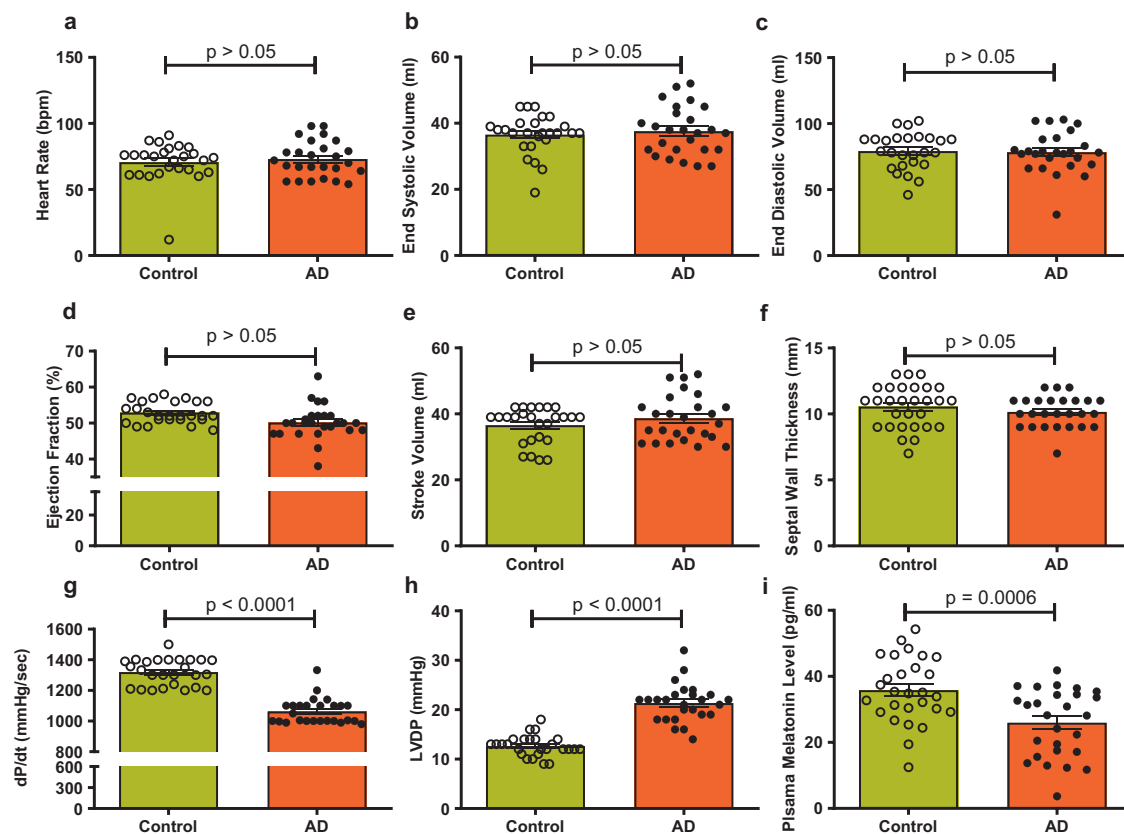 a
p > 0.05
Heart Rate (bpm)
150
100
50
0
Control
AD
b
p > 0.05
End Systolic Volume (ml)
60
40
20
0
Control
AD
c
p > 0.05
End Diastolic Volume (ml)
150
100
50
0
Control
AD
d
p > 0.05
Ejection Fraction (%)
70
60
50
40
20
0
Control
AD
e
p > 0.05
Stroke Volume (ml)
60
40
20
0
Control
AD
f
p > 0.05
Septal Wall Thickness (mm)
15
10
5
0
Control
AD
g
p < 0.0001
dP/dt (mmHg/sec)
1600
1400
1200
1000
800
600
300
0
Control
AD
h
p < 0.0001
LVDP (mmHg)
40
30
20
10
0
Control
AD
i
p = 0.0006
Plsama Melatonin Level (pg/ml)
60
40
20
0
Control
AD